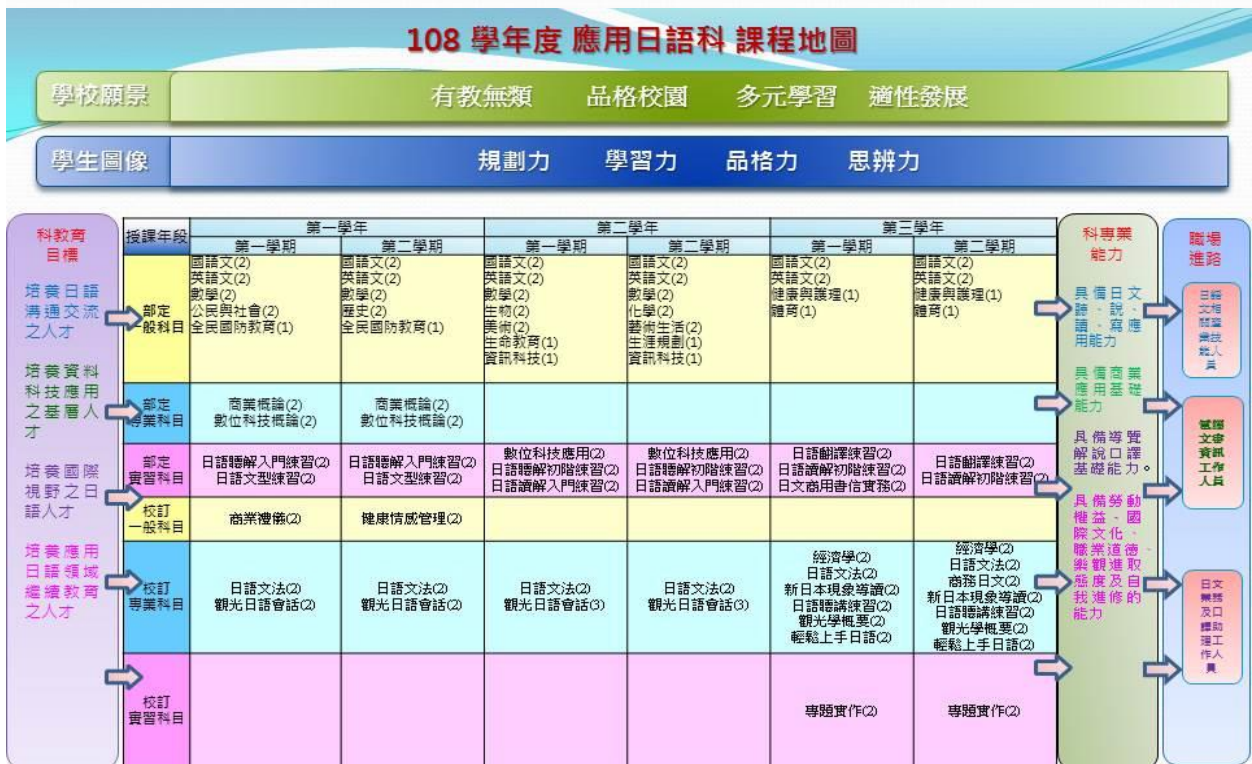 108 學年度 應用日語科 課程地圖
學校願景
有教無類 品格校園 多元學習 適性發展
學生圖像
規劃力 學習力 品格力 思辨力
科教育
目標
培養日語
溝通交流
之人才
培養資料
科技應用
之基層人
才
培養國際
視野之日
語人才
培養應用
日語領域
繼續教育
之人才
授課年段
第一學年
第二學年
第三學年
第一學期
第二學期
第一學期
第二學期
第一學期
第二學期
部定
一般科目
國語文(2)
英語文(2)
數學(2)
公民與社會(2)
全民國防教育(1)
國語文(2)
英語文(2)
數學(2)
歷史(2)
全民國防教育(1)
國語文(2)
英語文(2)
數學(2)
生物(2)
美術(2)
生命教育(1)
資訊科技(1)
國語文(2)
英語文(2)
數學(2)
化學(2)
藝術生活(2)
生涯規劃(1)
資訊科技(1)
國語文(2)
英語文(2)
健康與護理(1)
體育(1)
國語文(2)
英語文(2)
健康與護理(1)
體育(1)
部定
專業科目
商業概論(2)
數位科技概論(2)
商業概論(2)
數位科技概論(2)
部定
實習科目
日語聽解入門練習(2)
日語文型練習(2)
日語聽解入門練習(2)
日語文型練習(2)
數位科技應用(2)
日語聽解初階練習(2)
日語讀解入門練習(2)
數位科技應用(2)
日語聽解初階練習(2)
日語讀解入門練習(2)
日語翻譯練習(2)
日語讀解初階練習(2)
日文商用書信實務(2)
日語翻譯練習(2)
日語讀解初階練習(2)
校訂
一般科目
商業禮儀(2)
健康情感管理(2)
校訂
專業科目
日語文法(2)
觀光日語會話(2)
日語文法(2)
觀光日語會話(2)
日語文法(2)
觀光日語會話(3)
日語文法(2)
觀光日語會話(3)
經濟學(2)
日語文法(2)
新日本現象導讀(2)
日語聽講練習(2)
觀光學概要(2)
輕鬆上手日語(2)
經濟學(2)
日語文法(2)
商務日文(2)
新日本現象導讀(2)
日語聽講練習(2)
觀光學概要(2)
輕鬆上手日語(2)
校訂
實習科目
專題實作(2)
專題實作(2)
科專業
能力
具備日文
聽、說、
讀、寫應
用能力
具備商業
應用基礎
能力
具備導覽
解說口譯
基礎能力。
具備勞動
權益、國
際文化、
職業道德、
樂觀進取
態度及自
我進修的
能力
職場
進路
日語
文相
關產
業技
能人
員
文書
資訊
工作
人員
日文
業務
及口
譯助
理工
作人
員